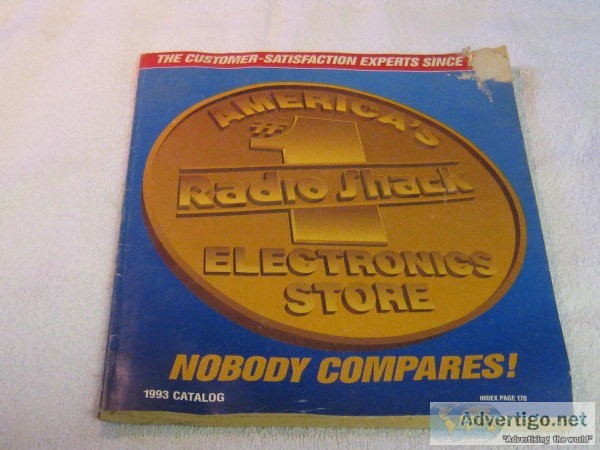 THE CUSTOMER-SATISFACTION EXPERTS SINCE
AMERICA'S
#1
Radio Shack
ELECTRONICS
STORE
NOBODY COMPARES!
1993 CATALOG
INDEX PAGE 176
Advertigo.net
"Advertising the world"